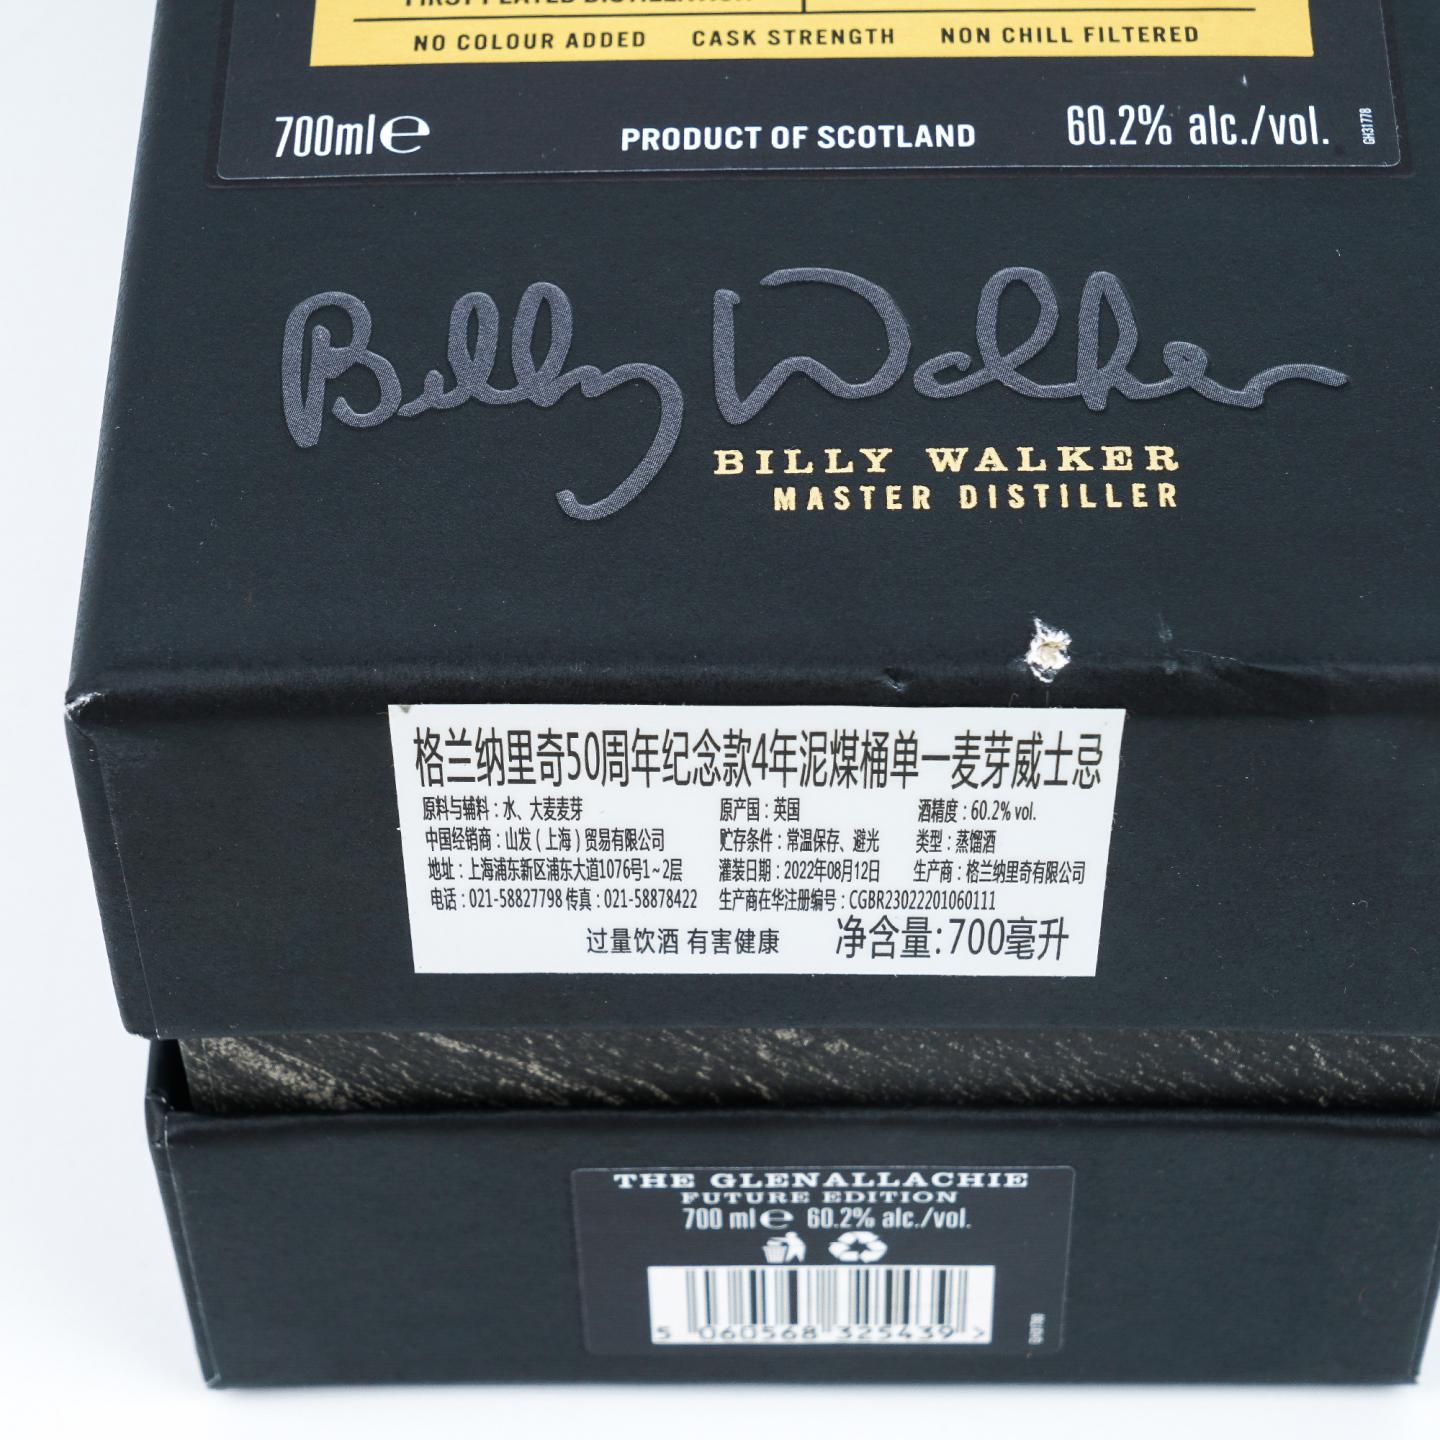 NO COLOUR ADDED CASK STRENGTH NON CHILL FILTERED
700ml℮ PRODUCT OF SCOTLAND 60.2% alc./vol.
GH31778
Billy Walker
BILLY WALKER
MASTER DISTILLER
格兰纳里奇50周年纪念款4年泥煤桶单一麦芽威士忌
原料与辅料：水、大麦麦芽 原产国：英国 酒精度：60.2% vol.
中国经销商：山发（上海）贸易有限公司 贮存条件：常温保存、避光 类型：蒸馏酒
地址：上海浦东新区浦东大道1076号1~2层 灌装日期：2022年08月12日 生产商：格兰纳里奇有限公司
电话：021-58827798 传真：021-58878422 生产商在华注册编号：CGBR23022201060111
过量饮酒 有害健康 净含量：700毫升
THE GLENALLACHIE
FUTURE EDITION
700 ml ℮ 60.2% alc./vol.
5 060568 325439 >